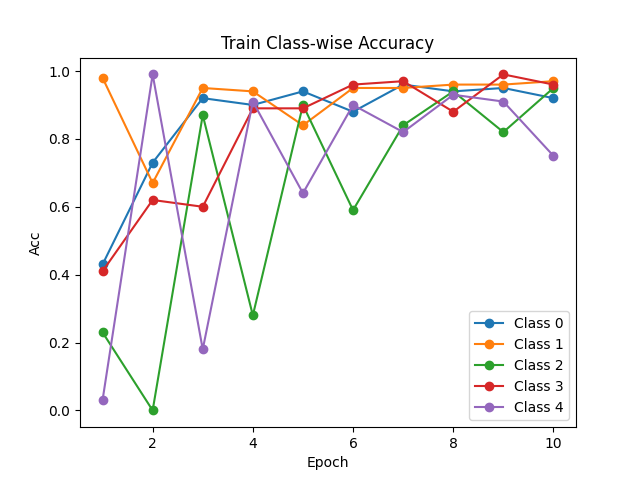 Train Class-wise Accuracy
Acc
1.0
0.8
0.6
0.4
0.2
0.0
2
4
6
8
10
Epoch
Class 0
Class 1
Class 2
Class 3
Class 4